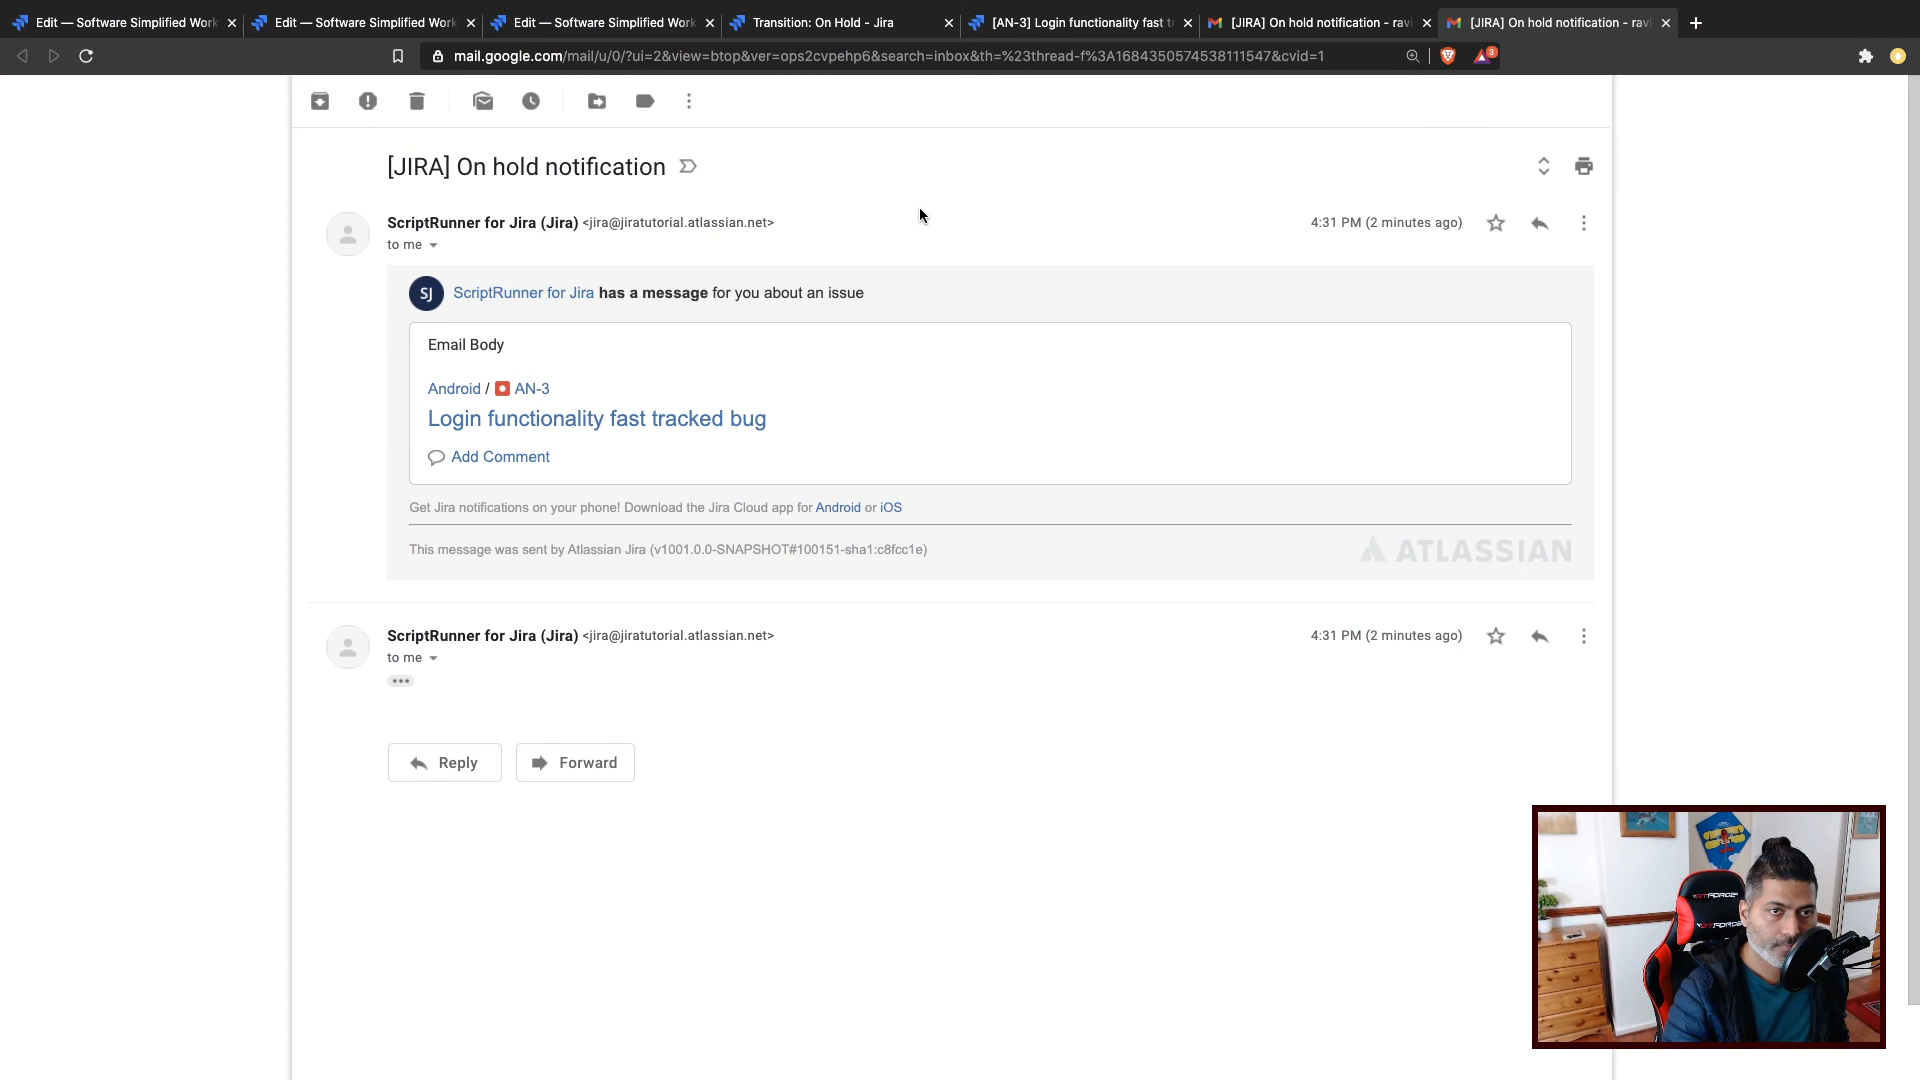 Edit — Software Simplified Work
Edit — Software Simplified Work
Edit — Software Simplified Work
Transition: On Hold - Jira
[AN-3] Login functionality fast t
[JIRA] On hold notification - ravi
[JIRA] On hold notification - ravi
mail.google.com/mail/u/0/?ui=2&view=btop&ver=ops2cvpehp6&search=inbox&th=%23thread-f%3A1684350574538111547&cvid=1
3
[JIRA] On hold notification
ScriptRunner for Jira (Jira) <jira@jiratutorial.atlassian.net>
4:31 PM (2 minutes ago)
to me
SJ
ScriptRunner for Jira has a message for you about an issue
Email Body
Android / AN-3
Login functionality fast tracked bug
Add Comment
Get Jira notifications on your phone! Download the Jira Cloud app for Android or iOS
This message was sent by Atlassian Jira (v1001.0.0-SNAPSHOT#100151-sha1:c8fcc1e)
ATLASSIAN
ScriptRunner for Jira (Jira) <jira@jiratutorial.atlassian.net>
4:31 PM (2 minutes ago)
to me
Reply
Forward